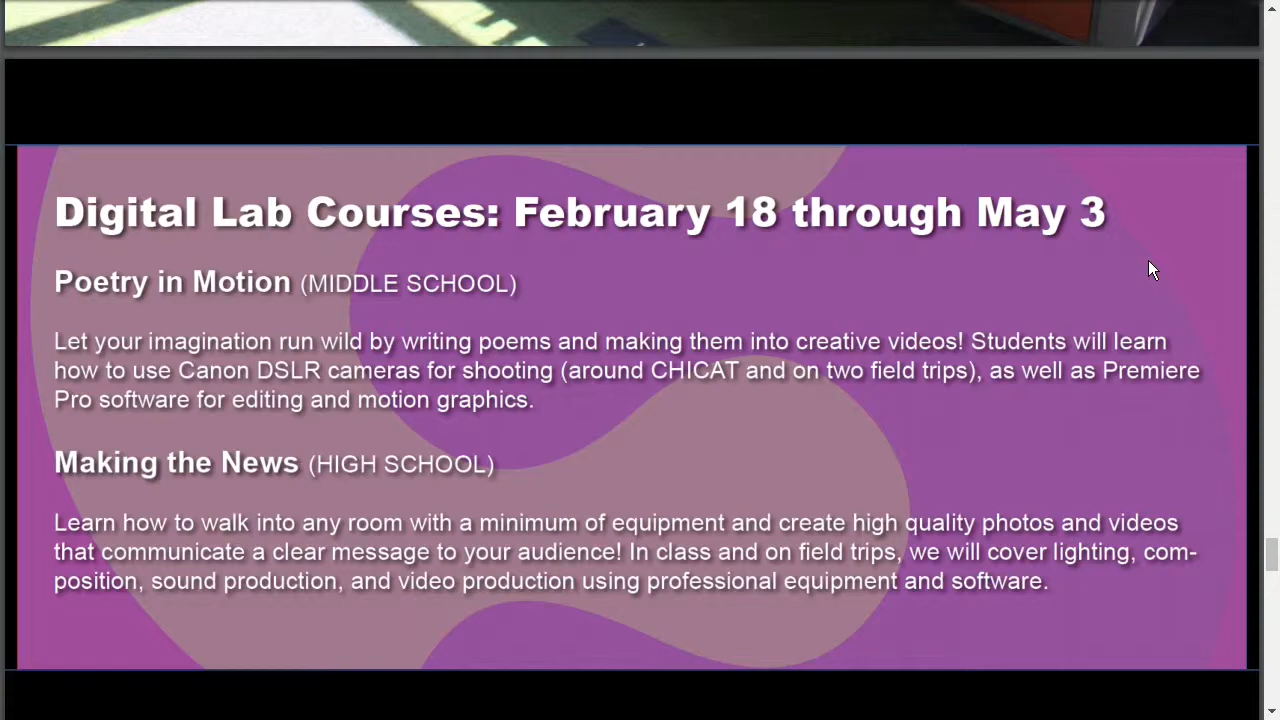 Digital Lab Courses: February 18 through May 3
Poetry in Motion (MIDDLE SCHOOL)
Let your imagination run wild by writing poems and making them into creative videos! Students will learn
how to use Canon DSLR cameras for shooting (around CHICAT and on two field trips), as well as Premiere
Pro software for editing and motion graphics.
Making the News (HIGH SCHOOL)
Learn how to walk into any room with a minimum of equipment and create high quality photos and videos
that communicate a clear message to your audience! In class and on field trips, we will cover lighting, com-
position, sound production, and video production using professional equipment and software.